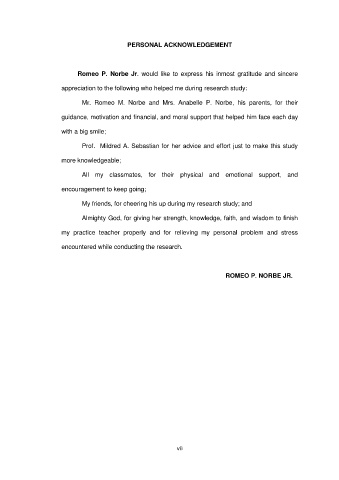 PERSONAL ACKNOWLEDGEMENT
Romeo P. Norbe Jr. would like to express his inmost gratitude and sincere
appreciation to the following who helped me during research study;
Mr. Romeo M. Norbe and Mrs. Anabelle P. Norbe, his parents, for their
guidance, motivation and financial, and moral support that helped him face each day
with a big smile;
Prof. Mildred A. Sebastian for her advice and effort just to make this study
more knowledgeable;
All my classmates, for their physical and emotional support, and
encouragement to keep going;
My friends, for cheering his up during my research study; and
Almighty God, for giving her strength, knowledge, faith, and wisdom to finish
my practice teacher properly and for relieving my personal problem and stress
encountered while conducting the research.
ROMEO P. NORBE JR.
vii